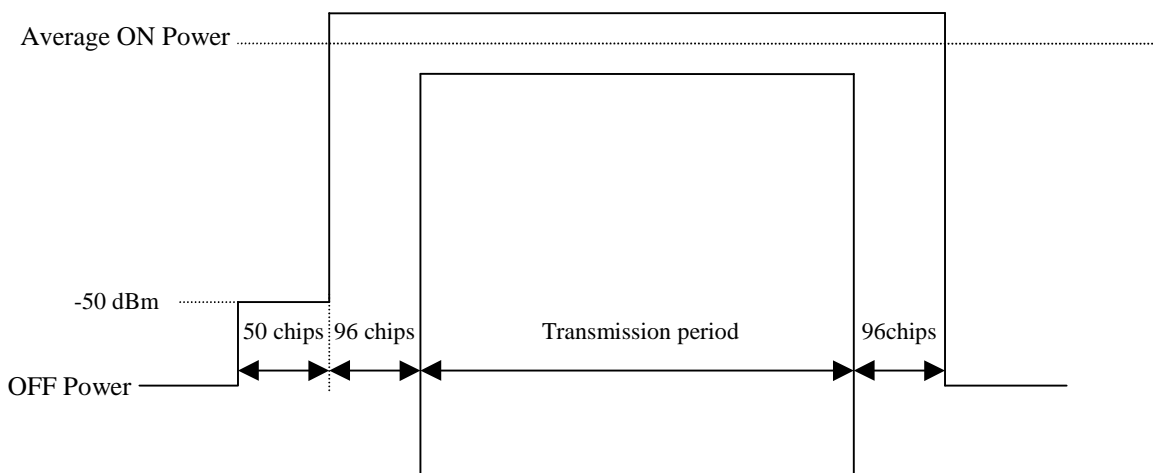 Average ON Power
-50 dBm
50 chips 96 chips Transmission period 96chips
OFF Power